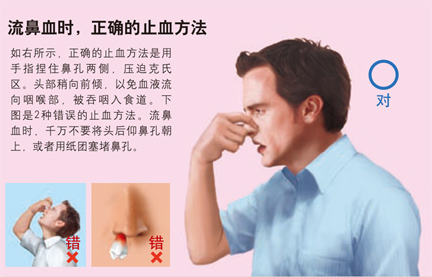 流鼻血时，正确的止血方法
如右所示，正确的止血方法是用
手指捏住鼻孔两侧，压迫克氏
区。头部稍向前倾，以免血液流
向咽喉部，被吞咽入食道。下
图是2种错误的止血方法。流鼻
血时，千万不要将头后仰鼻孔朝
上，或者用纸团塞堵鼻孔。
对
错
错